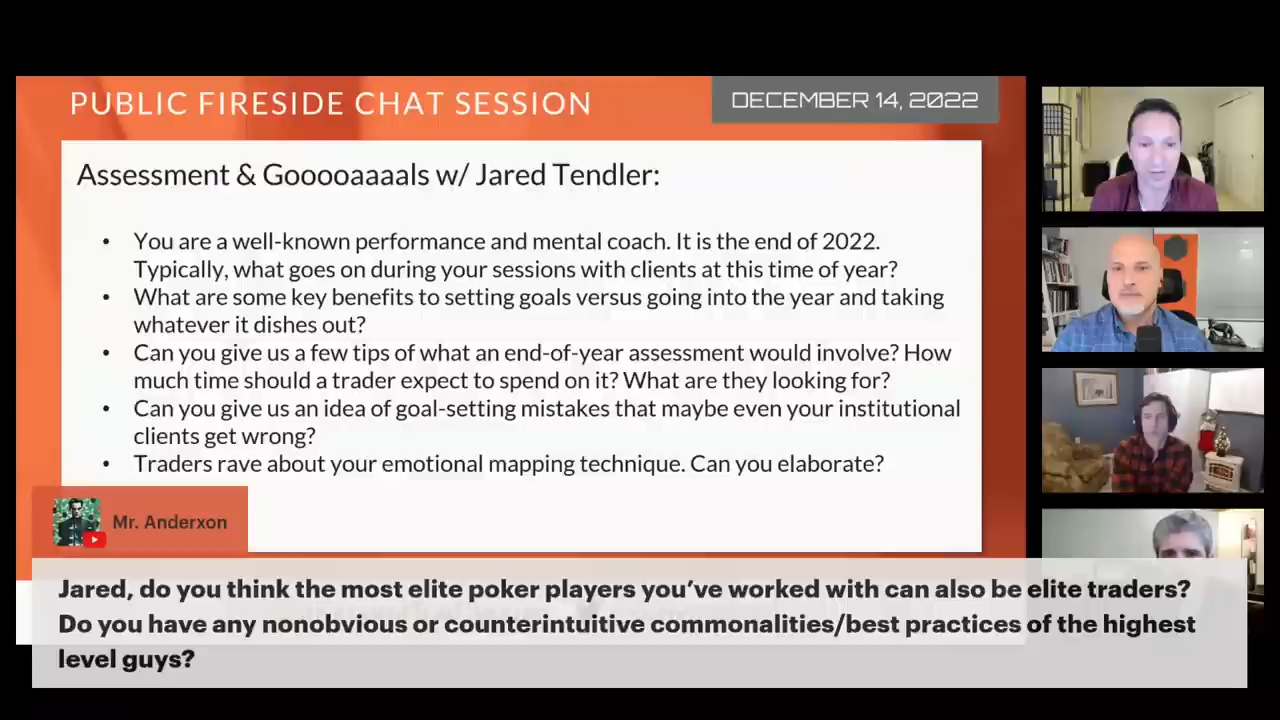 PUBLIC FIRESIDE CHAT SESSION
DECEMBER 14, 2022
Assessment & Gooooaaaals w/ Jared Tendler:
• You are a well-known performance and mental coach. It is the end of 2022.
Typically, what goes on during your sessions with clients at this time of year?
• What are some key benefits to setting goals versus going into the year and taking
whatever it dishes out?
• Can you give us a few tips of what an end-of-year assessment would involve? How
much time should a trader expect to spend on it? What are they looking for?
• Can you give us an idea of goal-setting mistakes that maybe even your institutional
clients get wrong?
• Traders rave about your emotional mapping technique. Can you elaborate?
Mr. Anderxon
Jared, do you think the most elite poker players you've worked with can also be elite traders?
Do you have any nonobvious or counterintuitive commonalities/best practices of the highest
level guys?